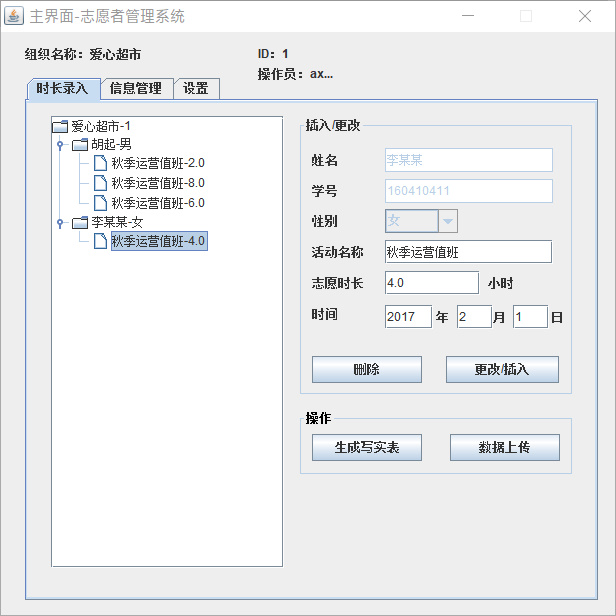 主界面-志愿者管理系统
组织名称：爱心超市
ID：1
操作员：ax...
时长录入
信息管理
设置
爱心超市-1
胡起-男
秋季运营值班-2.0
秋季运营值班-8.0
秋季运营值班-6.0
李某某-女
秋季运营值班-4.0
插入/更改
姓名 李某某
学号 160410411
性别 女
活动名称 秋季运营值班
志愿时长 4.0 小时
时间 2017 年 2 月 1 日
删除
更改/插入
操作
生成写实表
数据上传